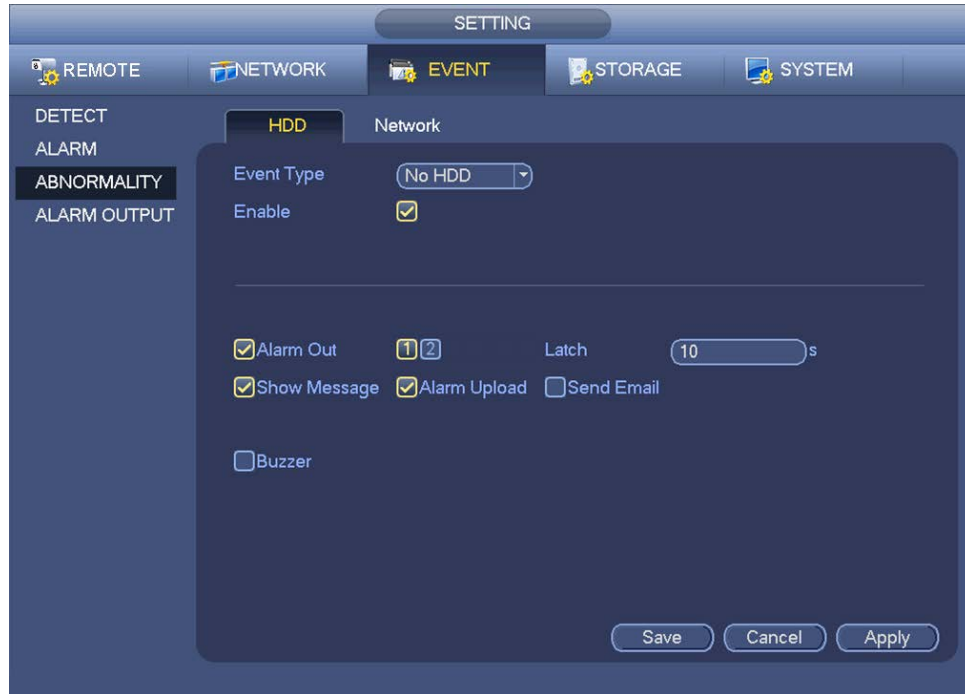 SETTING
REMOTE NETWORK EVENT STORAGE SYSTEM
DETECT
ALARM
ABNORMALITY
ALARM OUTPUT
HDD Network
Event Type No HDD
Enable
Alarm Out 1 2 Latch 10 s
Show Message Alarm Upload Send Email
Buzzer
Save Cancel Apply